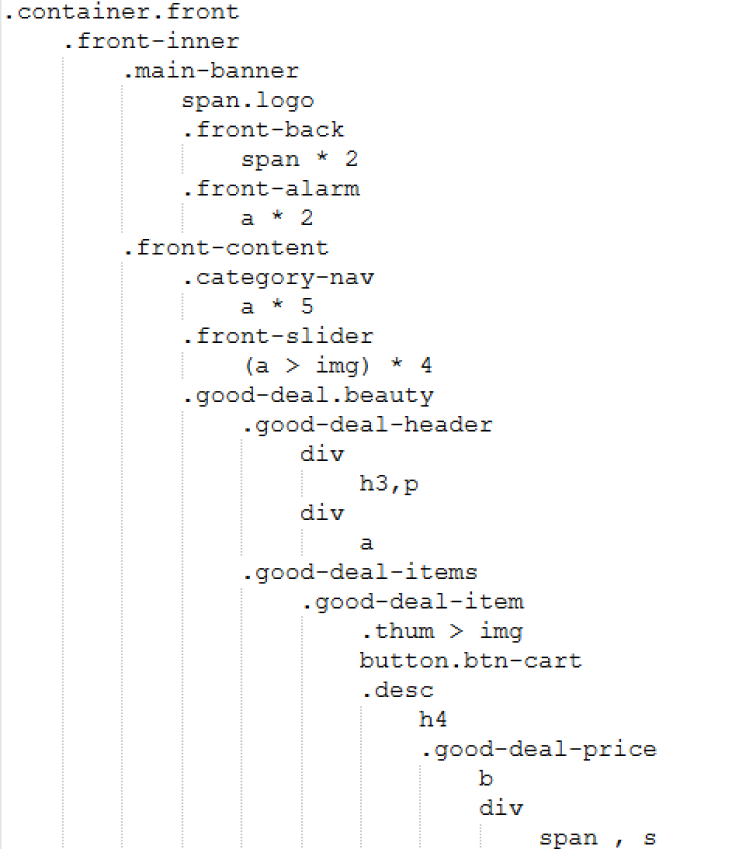 .container.front
.front-inner
.main-banner
span.logo
.front-back
span * 2
.front-alarm
a * 2
.front-content
.category-nav
a * 5
.front-slider
(a > img) * 4
.good-deal.beauty
.good-deal-header
div
h3,p
div
a
.good-deal-items
.good-deal-item
.thum > img
button.btn-cart
.desc
h4
.good-deal-price
b
div
span , s